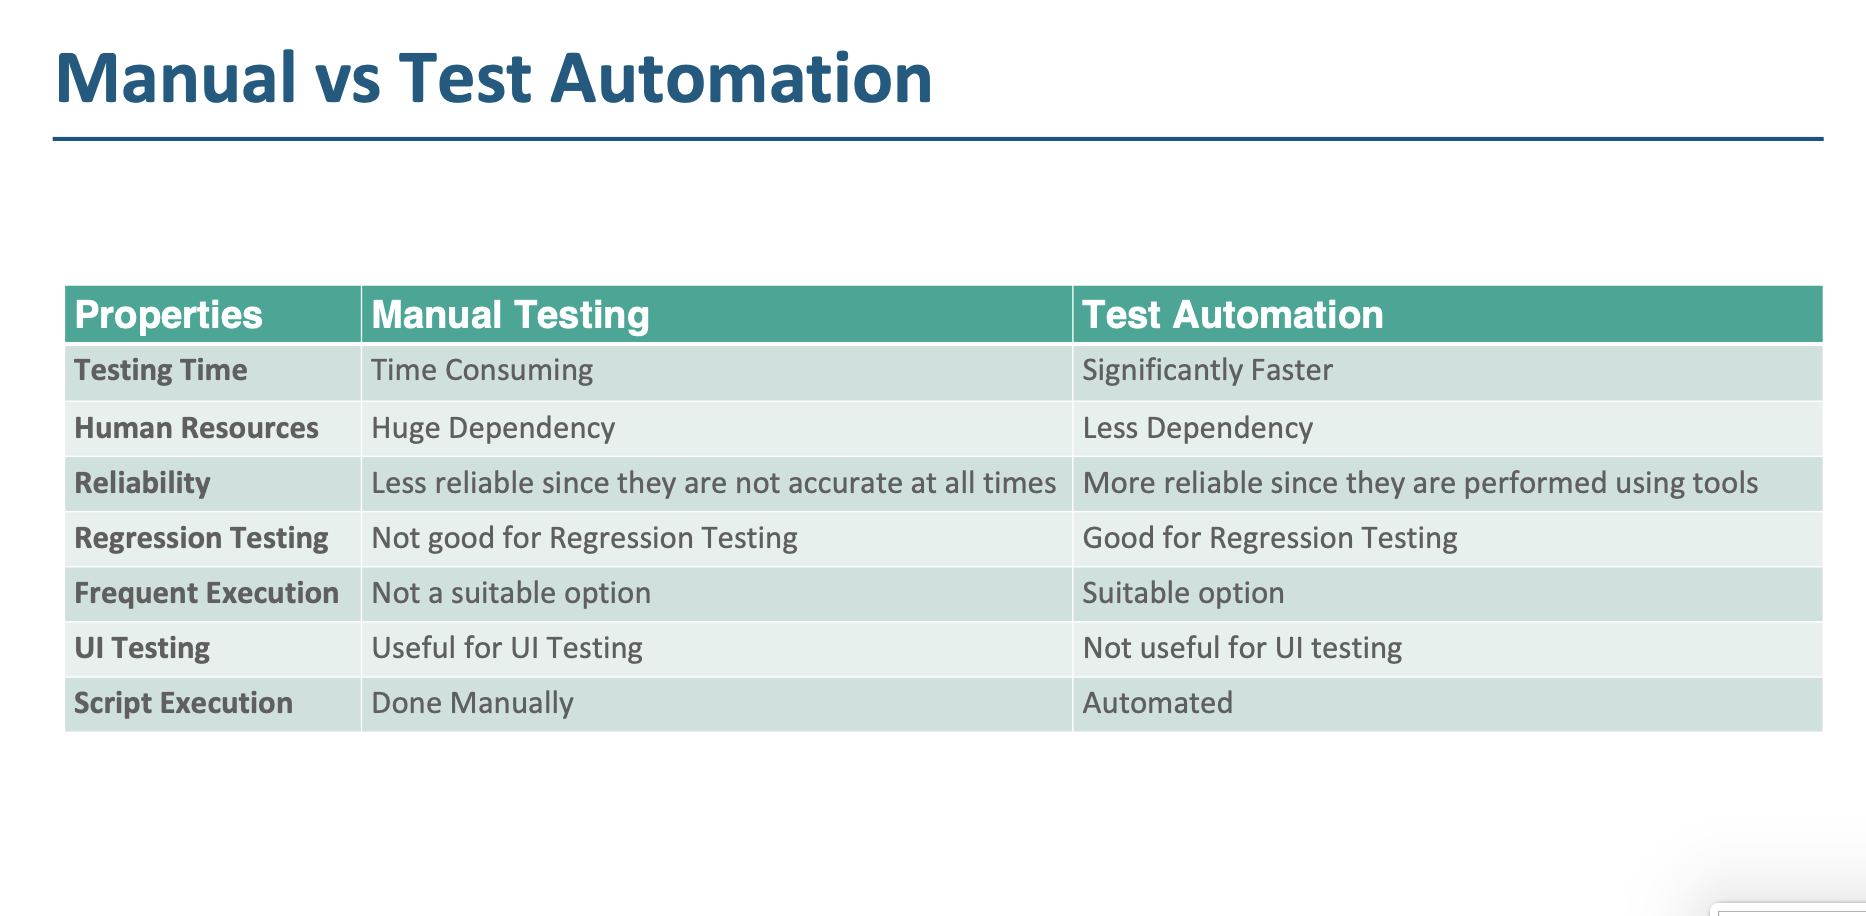 Manual vs Test Automation
Properties Manual Testing Test Automation
Testing Time Time Consuming Significantly Faster
Human Resources Huge Dependency Less Dependency
Reliability Less reliable since they are not accurate at all times More reliable since they are performed using tools
Regression Testing Not good for Regression Testing Good for Regression Testing
Frequent Execution Not a suitable option Suitable option
UI Testing Useful for UI Testing Not useful for UI testing
Script Execution Done Manually Automated